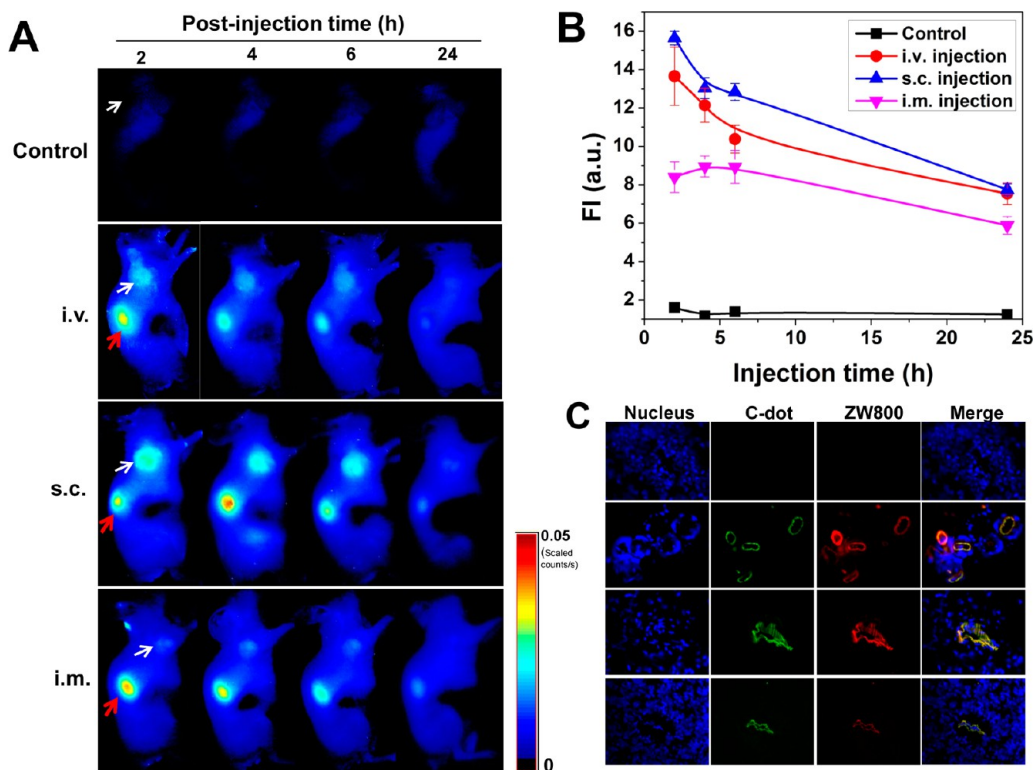 A
Post-injection time (h)
2 4 6 24
Control
i.v.
s.c.
i.m.
0.05
(Scaled
counts/s)
0
B
16
14
12
10
8
6
4
2
FI (a.u.)
Control
i.v. injection
s.c. injection
i.m. injection
0 5 10 15 20 25
Injection time (h)
C
Nucleus C-dot ZW800 Merge